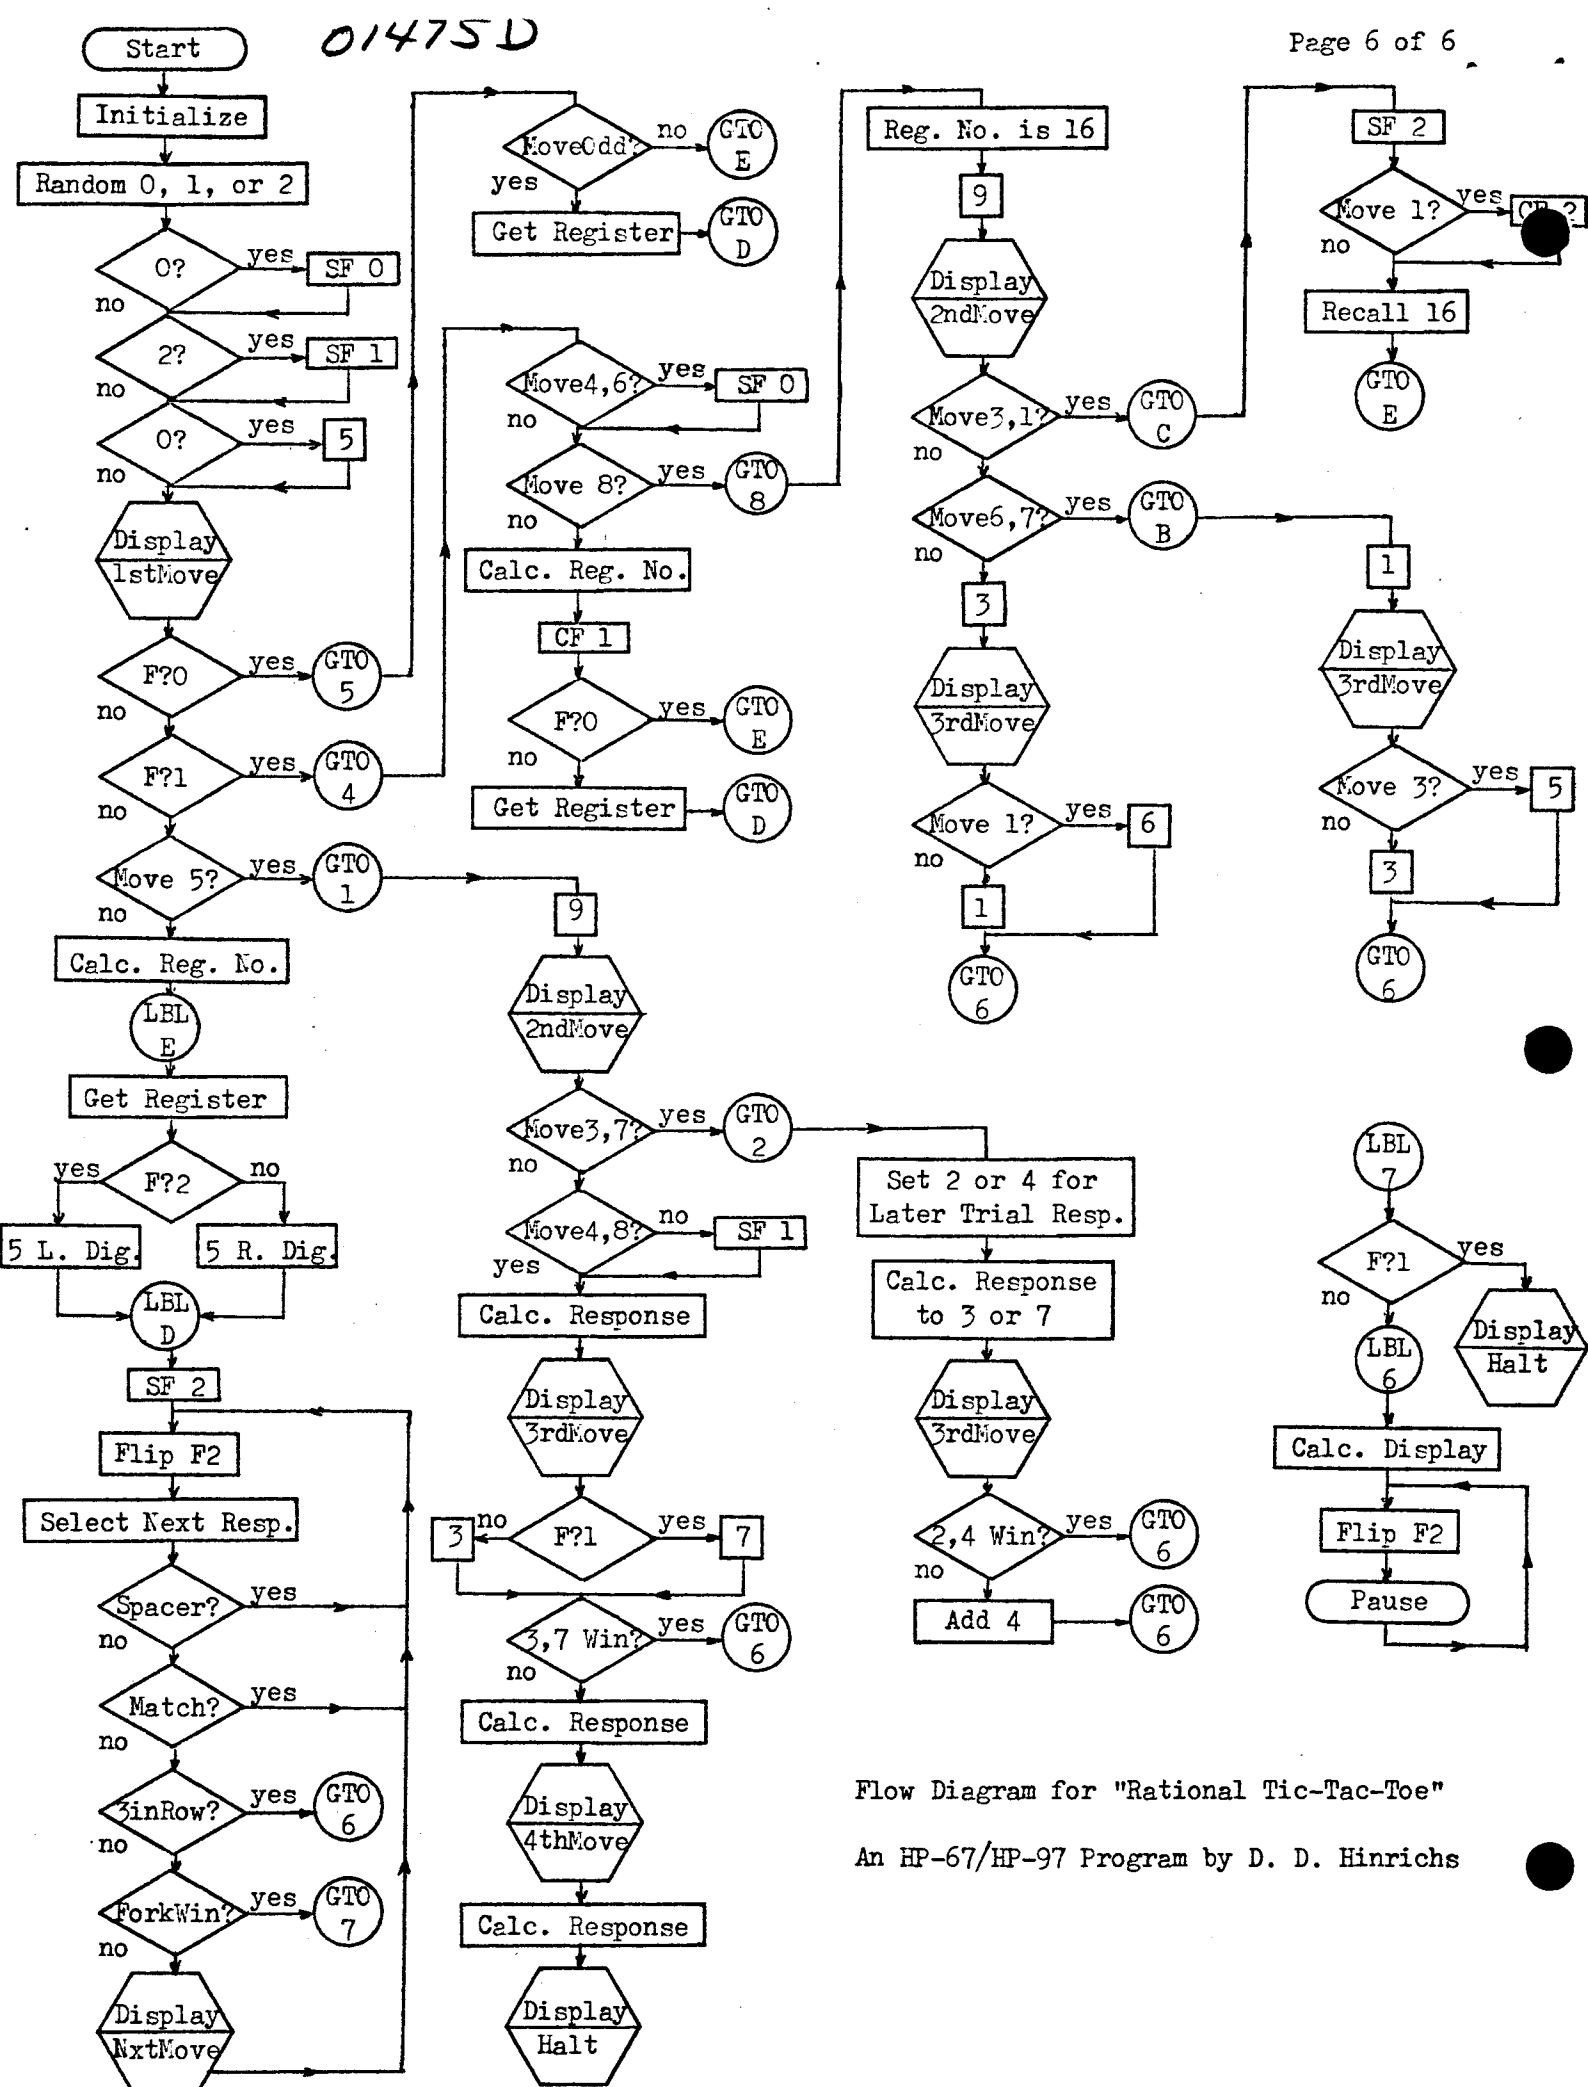 01475D
Page 6 of 6
Start
Initialize
Random 0, 1, or 2
0?
yes
SF 0
no
2?
yes
SF 1
no
0?
yes
5
no
Display
1stMove
F?0
yes
GTO
5
no
F?1
yes
GTO
4
no
Move 5?
yes
GTO
1
no
Calc. Reg. No.
LBL
E
Get Register
F?2
yes
no
5 L. Dig.
5 R. Dig.
LBL
D
SF 2
Flip F2
Select Next Resp.
Spacer?
yes
no
Match?
yes
no
3inRow?
yes
GTO
6
no
ForkWin?
yes
GTO
7
no
Display
NxtMove
MoveOdd?
no
GTO
E
yes
Get Register
GTO
D
Move4,6?
yes
SF 0
no
Move 8?
yes
GTO
8
no
Calc. Reg. No.
CF 1
F?0
yes
GTO
E
no
Get Register
GTO
D
9
Display
2ndMove
Move3,7?
yes
GTO
2
no
Move4,8?
no
SF 1
yes
Calc. Response
Display
3rdMove
F?1
no
3
yes
7
3,7 Win?
yes
GTO
6
no
Calc. Response
Display
4thMove
Calc. Response
Display
Halt
Reg. No. is 16
9
Display
2ndMove
Move3,1?
yes
GTO
C
no
Move6,7?
yes
GTO
B
no
3
Display
3rdMove
Move 1?
yes
6
no
1
GTO
6
Set 2 or 4 for
Later Trial Resp.
Calc. Response
to 3 or 7
Display
3rdMove
2,4 Win?
yes
GTO
6
no
Add 4
GTO
6
SF 2
Move 1?
yes
no
Recall 16
GTO
E
1
Display
3rdMove
Move 3?
yes
5
no
3
GTO
6
LBL
7
F?1
yes
no
Display
Halt
LBL
6
Calc. Display
Flip F2
Pause
Flow Diagram for "Rational Tic-Tac-Toe"
An HP-67/HP-97 Program by D. D. Hinrichs